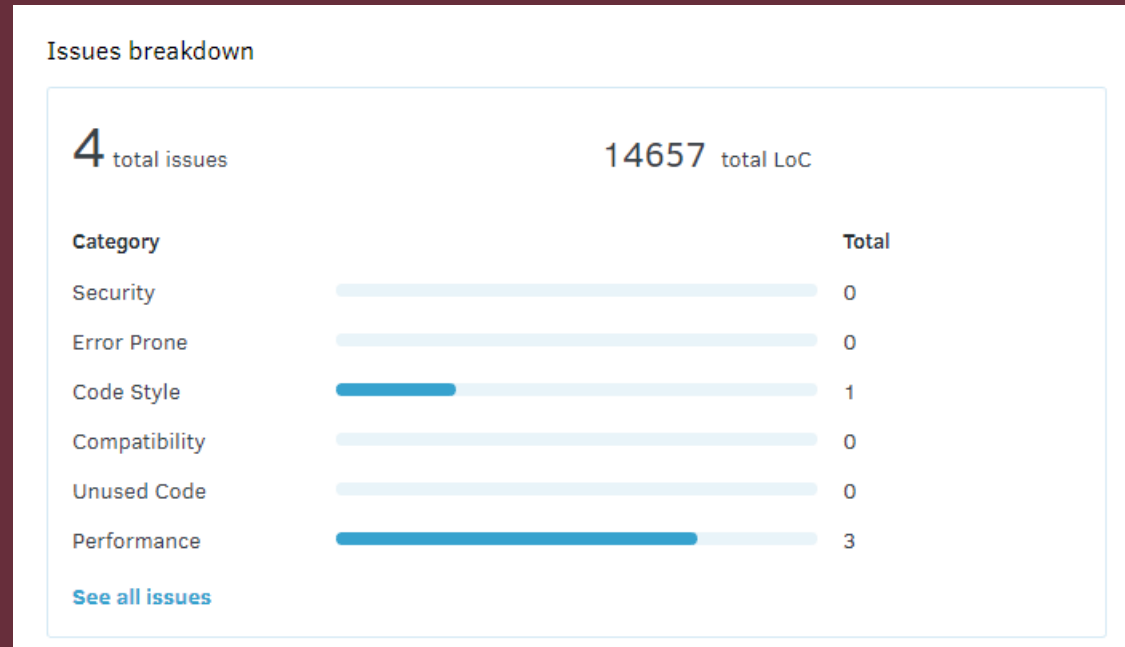 Issues breakdown
4 total issues 14657 total LoC
Category Total
Security 0
Error Prone 0
Code Style 1
Compatibility 0
Unused Code 0
Performance 3
See all issues